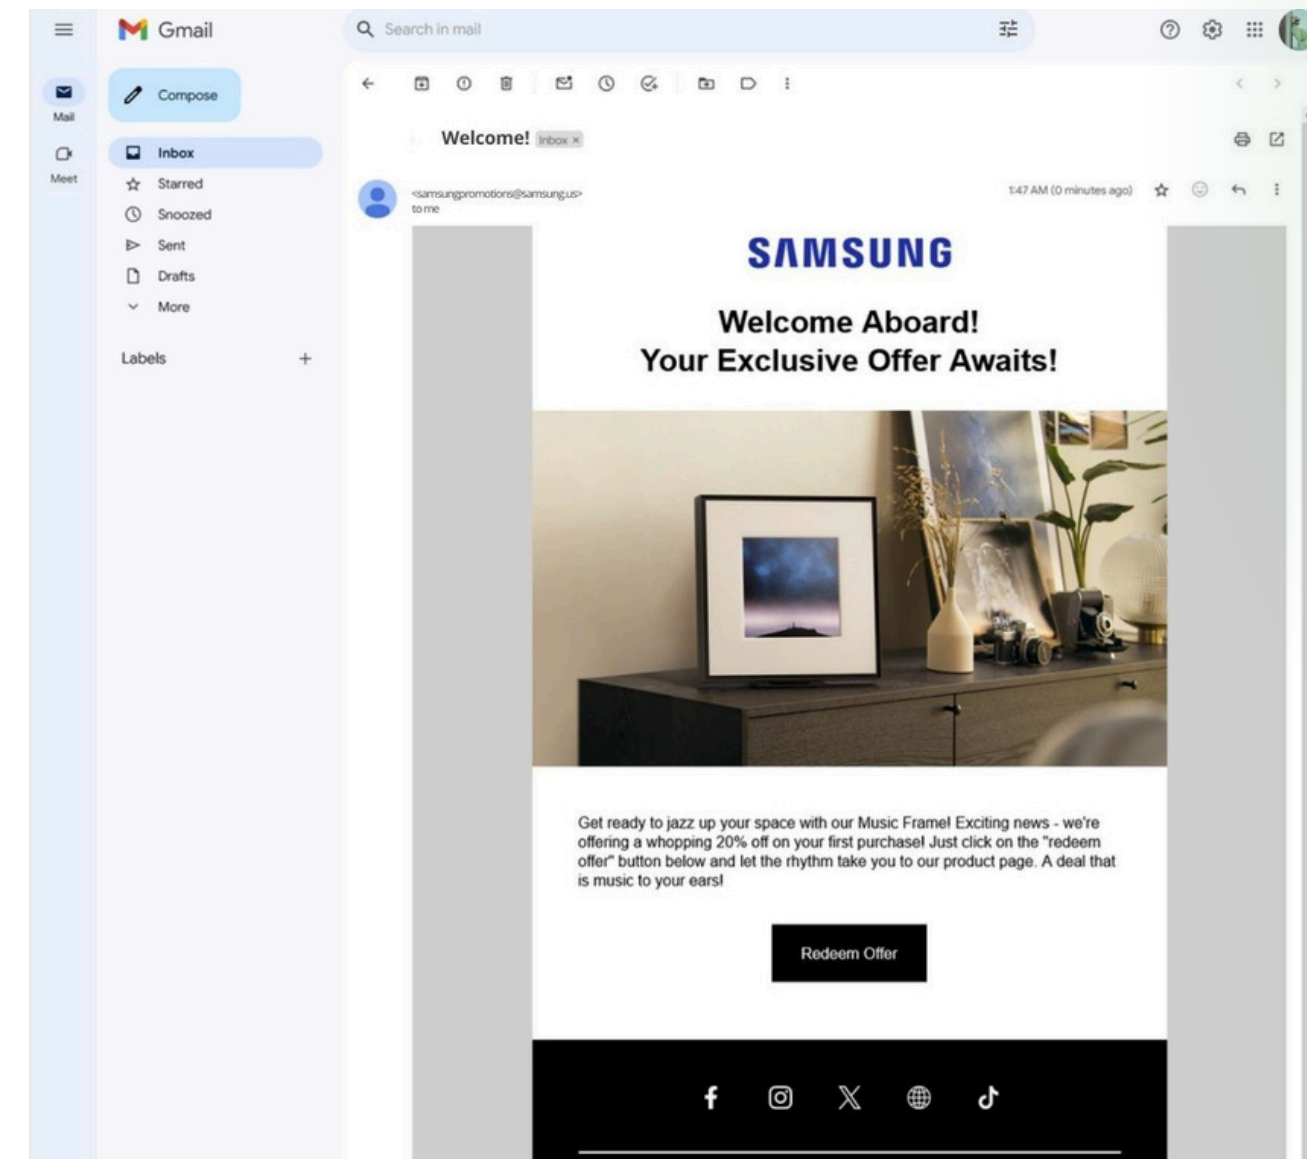 Gmail
Search in mail
Compose
Mail
Meet
Inbox
Starred
Snoozed
Sent
Drafts
More
Labels
Welcome! Inbox ×
<samsungpromotions@samsung.us>
to me
1:47 AM (0 minutes ago)
SAMSUNG
Welcome Aboard!
Your Exclusive Offer Awaits!
Get ready to jazz up your space with our Music Frame! Exciting news - we're
offering a whopping 20% off on your first purchase! Just click on the "redeem
offer" button below and let the rhythm take you to our product page. A deal that
is music to your ears!
Redeem Offer